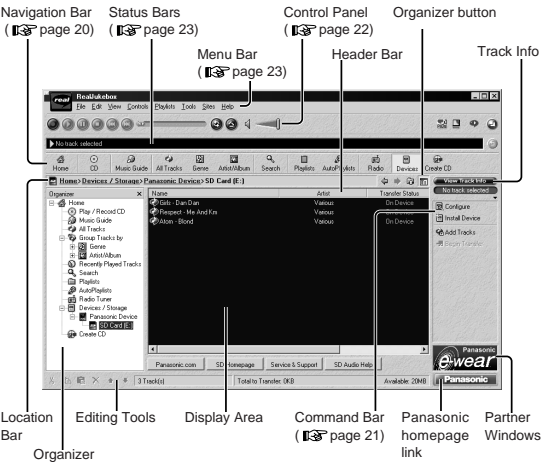 Navigation Bar
( page 20)
Status Bars
( page 23)
Control Panel
( page 22)
Organizer button
Menu Bar
( page 23)
Header Bar
Track Info
real
RealJukebox
File Edit View Controls Playlists Tools Sites Help
No track selected
Home CD Music Guide All Tracks Genre Artist/Album Search Playlists AutoPlaylists Radio Devices Create CD
Home>Devices / Storage>Panasonic Device>SD Card (E:)
View Track Info
No track selected
Organizer X
Name Artist Transfer Status
Home
Play / Record CD
Music Guide
All Tracks
Group Tracks by
Genre
Artist/Album
Recently Played Tracks
Search
Playlists
AutoPlaylists
Radio Tuner
Devices / Storage
Panasonic Device
SD Card (E:)
Create CD
Girls - Dan Dan Various On Device
Respect - Me And Km Various On Device
Atom - Blond Various On Device
Configure
Install Device
Add Tracks
Begin Transfer
Panasonic
e-wear
Panasonic
Panasonic.com SD Homepage Service & Support SD Audio Help
3 Track(s) Total to Transfer: 0KB Available: 20MB
Location
Bar
Organizer
Editing Tools
Display Area
Command Bar
( page 21)
Panasonic
homepage
link
Partner
Windows